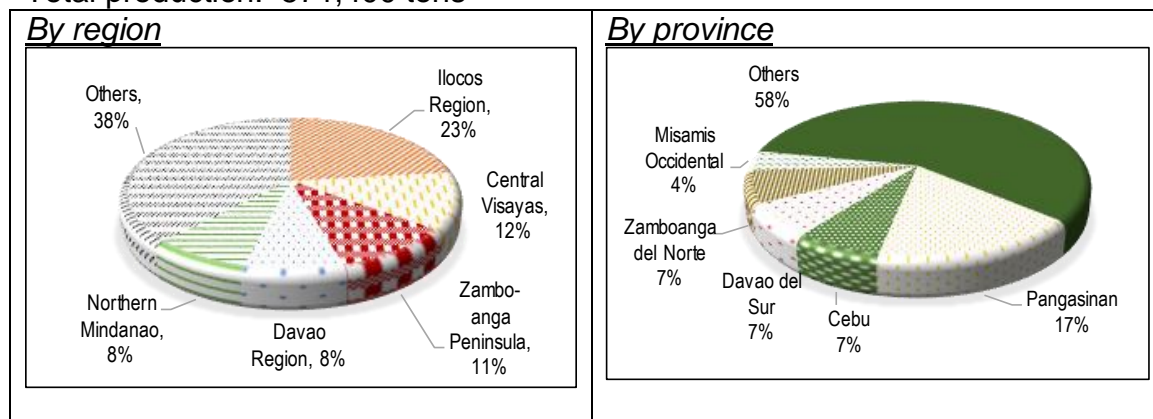 Total production:
tons
By region
Others,
38%
Ilocos
Region,
23%
Central
Visayas,
12%
Zambo-
anga
Peninsula,
11%
Davao
Region, 8%
Northern
Mindanao,
8%
By province
Others
58%
Misamis
Occidental
4%
Zamboanga
del Norte
7%
Davao del
Sur
7%
Cebu
7%
Pangasinan
17%